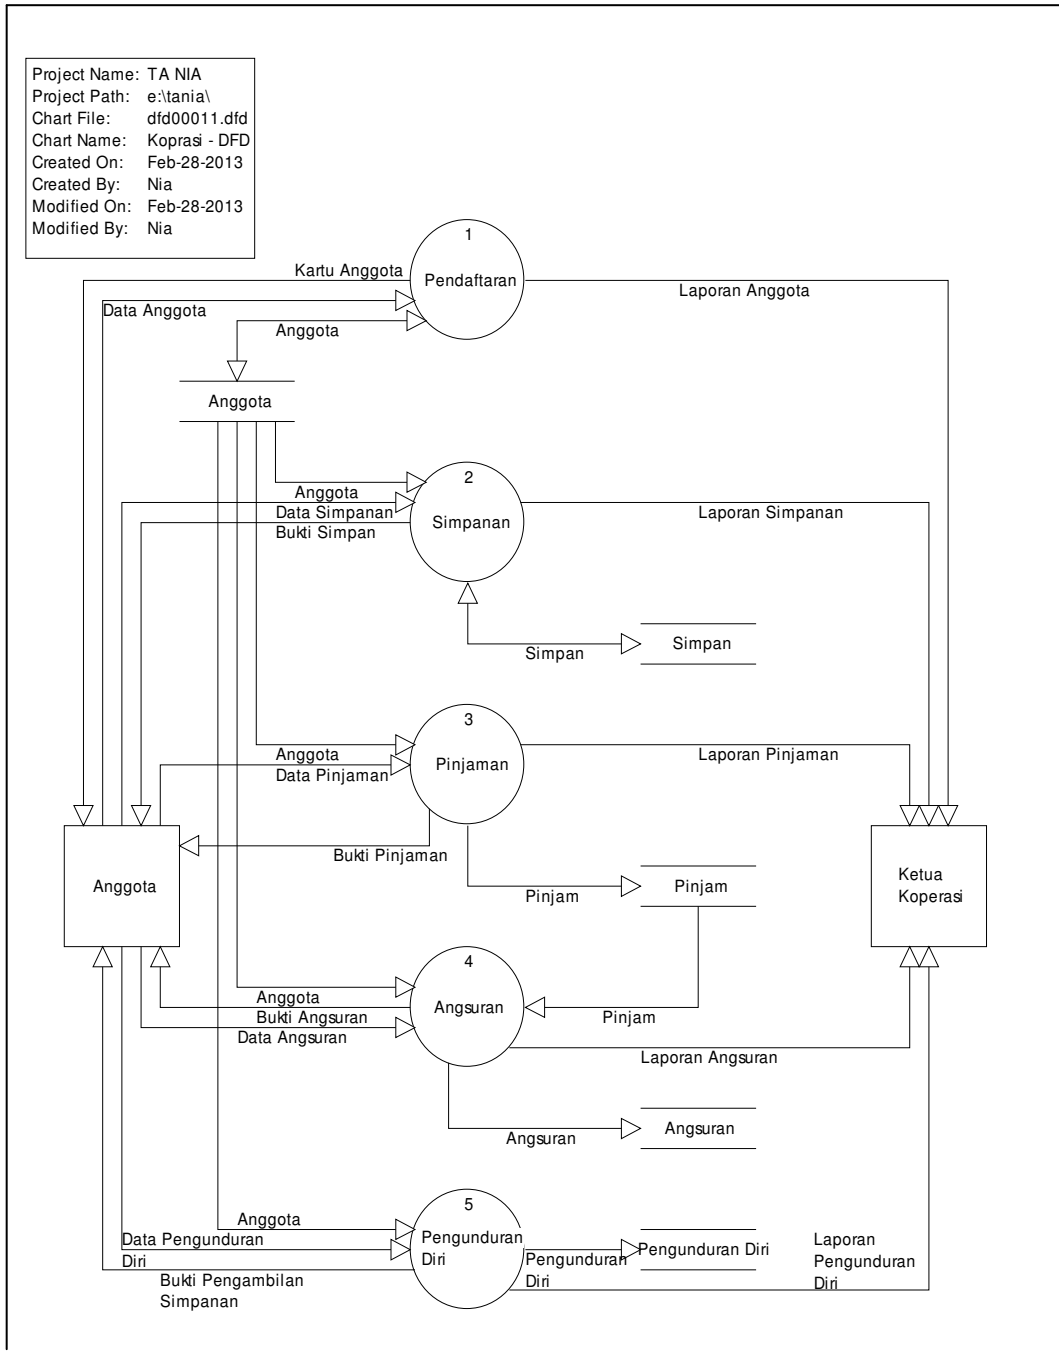 Project Name: TA NIA
Project Path: e:\tania\
Chart File: dfd00011.dfd
Chart Name: Koprasi - DFD
Created On: Feb-28-2013
Created By: Nia
Modified On: Feb-28-2013
Modified By: Nia
1
Pendaftaran
Kartu Anggota
Laporan Anggota
Data Anggota
Anggota
Anggota
2
Simpanan
Anggota
Data Simpanan
Bukti Simpan
Laporan Simpanan
Simpan
Simpan
3
Pinjaman
Anggota
Data Pinjaman
Laporan Pinjaman
Bukti Pinjaman
Anggota
Pinjam
Pinjam
Ketua
Koperasi
4
Angsuran
Anggota
Bukti Angsuran
Data Angsuran
Pinjam
Laporan Angsuran
Angsuran
Angsuran
5
Pengunduran
Diri
Anggota
Data Pengunduran
Diri
Bukti Pengambilan
Simpanan
Pengunduran
Diri
Pengunduran Diri
Laporan
Pengunduran
Diri